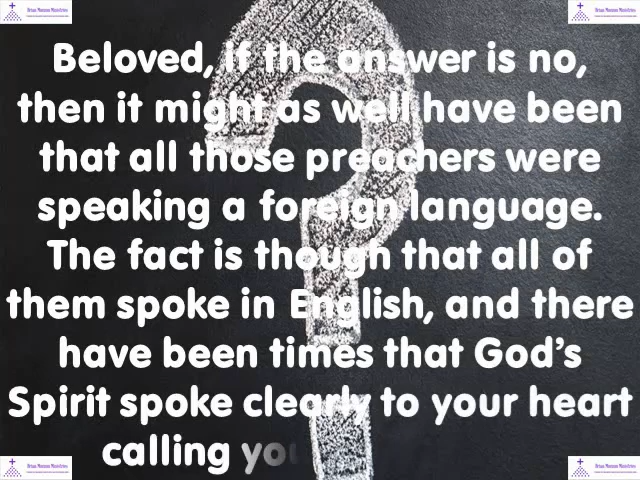 Beloved, if the answer is no,
then it might as well have been
that all those preachers were
speaking a foreign language.
The fact is though that all of
them spoke in English, and there
have been times that God's
Spirit spoke clearly to your heart
calling you